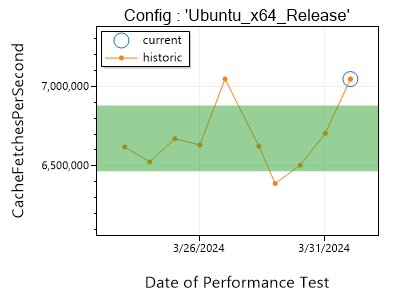 Config : 'Ubuntu_x64_Release'
current
historic
CacheFetchesPerSecond
7,000,000
6,500,000
3/26/2024
3/31/2024
Date of Performance Test